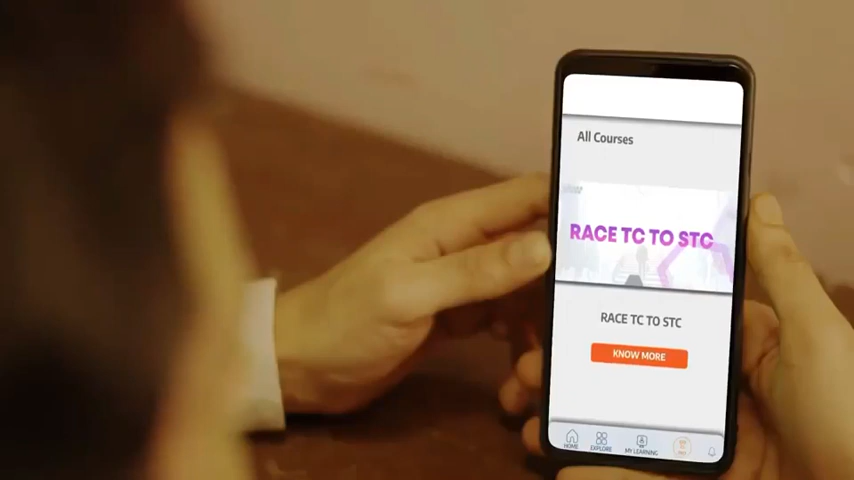 All Courses
RACE TC TO STC
RACE TC TO STC
KNOW MORE
HOME
EXPLORE
MY LEARNING